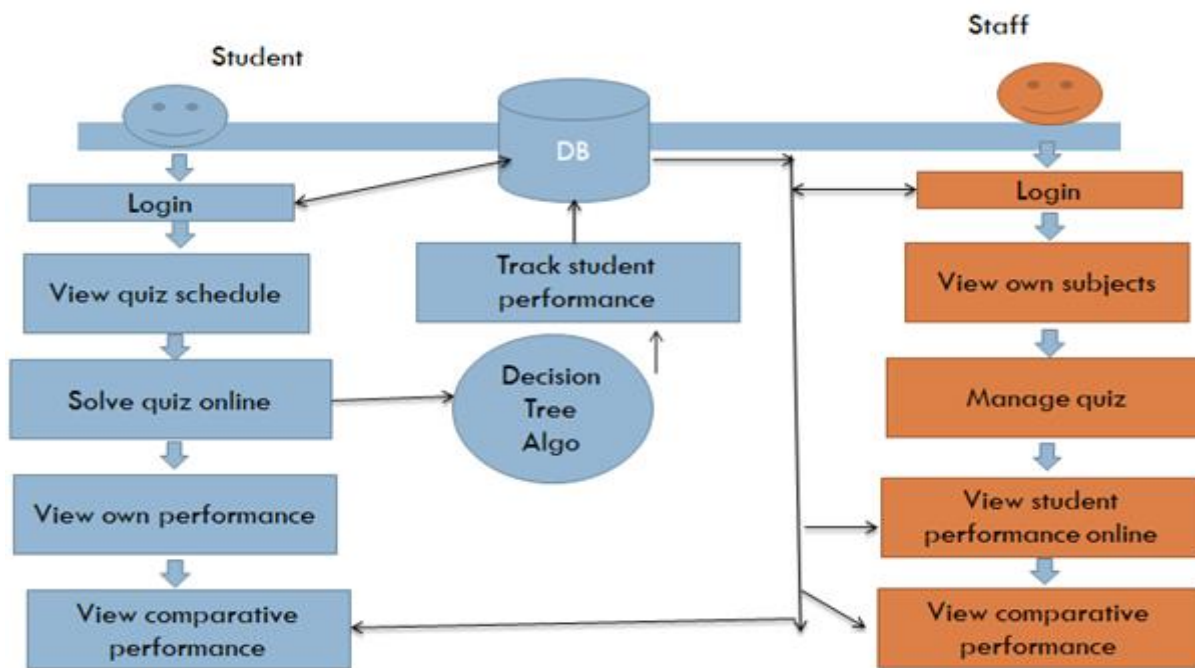 Staff
Student
DB
Login
Login
View quiz schedule
Track student
performance
View own subjects
Solve quiz online
Decision
Tree
Algo
Manage quiz
View own performance
View student
performance online
View comparative
performance
View comparative
performance